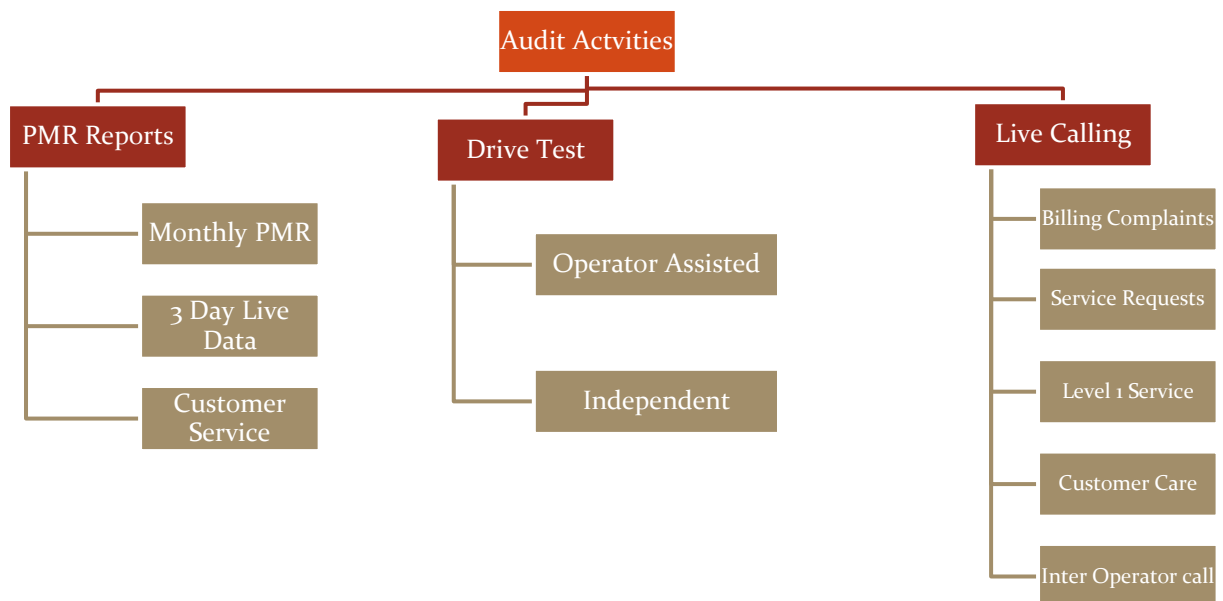 Audit Actvities
PMR Reports
Monthly PMR
3 Day Live
Data
Customer
Service
Drive Test
Operator Assisted
Independent
Live Calling
Billing Complaints
Service Requests
Level 1 Service
Customer Care
Inter Operator call